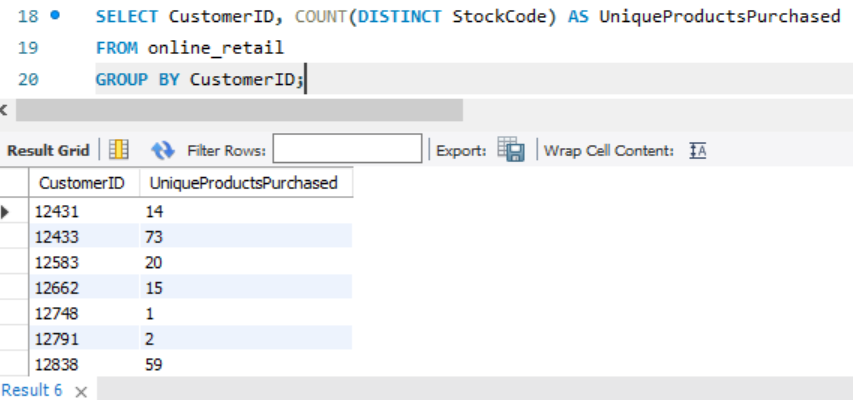 18 SELECT CustomerID, COUNT(DISTINCT StockCode) AS UniqueProductsPurchased
19 FROM online_retail
20 GROUP BY CustomerID;
Result Grid Filter Rows: Export: Wrap Cell Content: IA
CustomerID UniqueProductsPurchased
12431 14
12433 73
12583 20
12662 15
12748 1
12791 2
12838 59
Result 6 ×